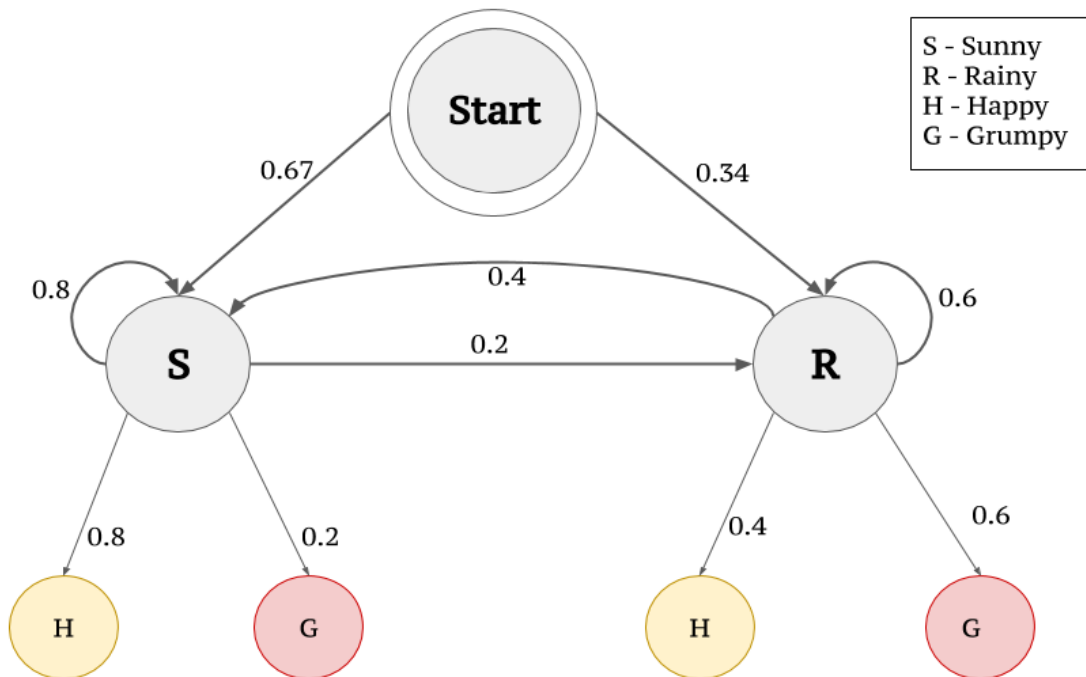 S - Sunny
R - Rainy
H - Happy
G - Grumpy
Start
0.67
0.34
0.8
0.4
0.6
0.2
S
R
0.8
0.2
0.4
0.6
H
G
H
G